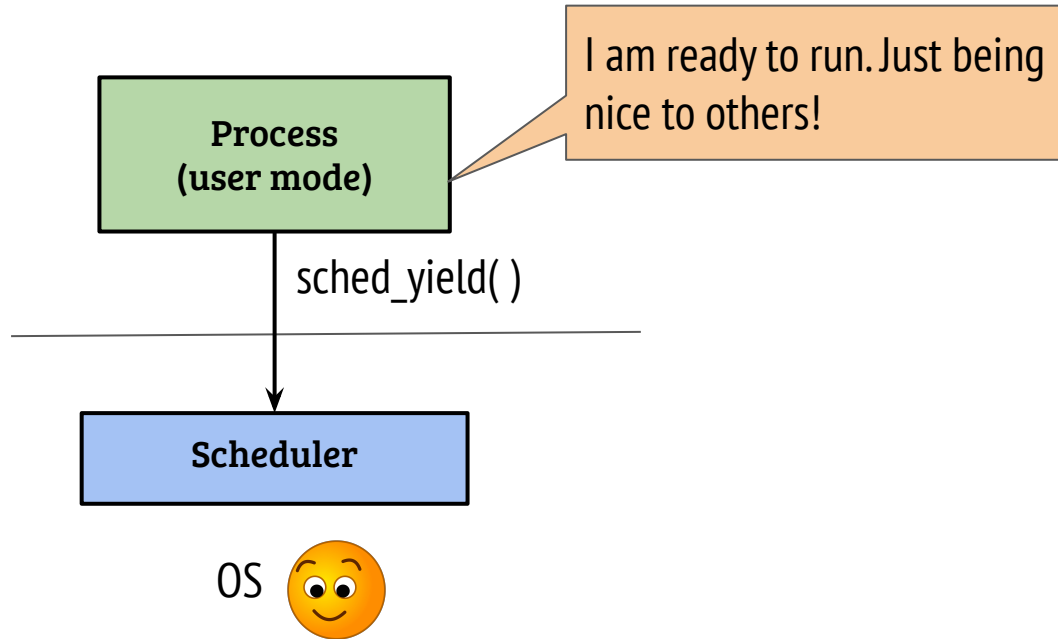 I am ready to run. Just being
nice to others!
Process
(user mode)
sched_yield( )
Scheduler
OS